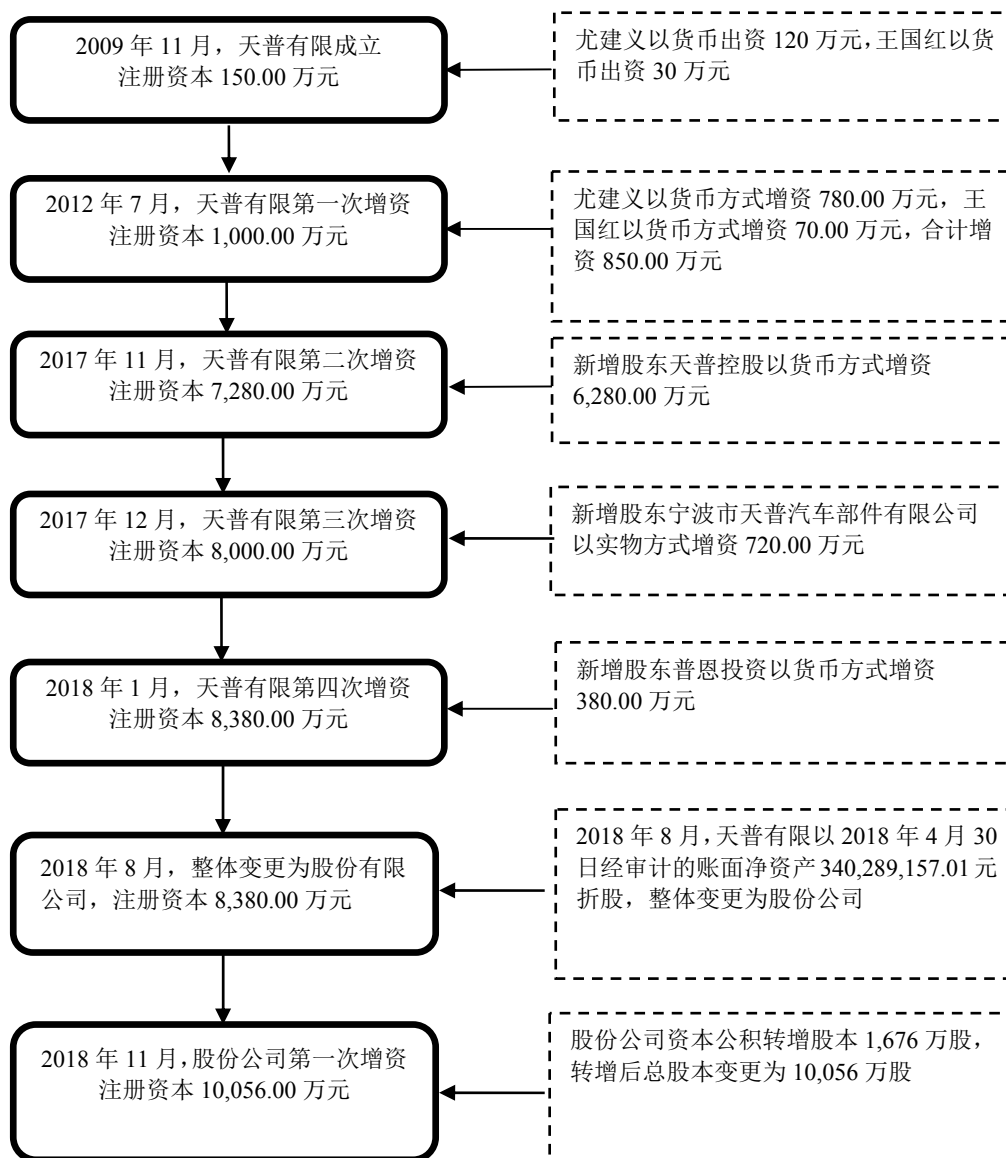 2009 年 11 月，天普有限成立
注册资本 150.00 万元
尤建义以货币出资 120 万元，王国红以货
币出资 30 万元
2012 年 7 月，天普有限第一次增资
注册资本 1,000.00 万元
尤建义以货币方式增资 780.00 万元，王
国红以货币方式增资 70.00 万元，合计增
资 850.00 万元
2017 年 11 月，天普有限第二次增资
注册资本 7,280.00 万元
新增股东天普控股以货币方式增资
6,280.00 万元
2017 年 12 月，天普有限第三次增资
注册资本 8,000.00 万元
新增股东宁波市天普汽车部件有限公司
以实物方式增资 720.00 万元
2018 年 1 月，天普有限第四次增资
注册资本 8,380.00 万元
新增股东普恩投资以货币方式增资
380.00 万元
2018 年 8 月，整体变更为股份有限
公司，注册资本 8,380.00 万元
2018 年 8 月，天普有限以 2018 年 4 月 30
日经审计的账面净资产 340,289,157.01 元
折股，整体变更为股份公司
2018 年 11 月，股份公司第一次增资
注册资本 10,056.00 万元
股份公司资本公积转增股本 1,676 万股，
转增后总股本变更为 10,056 万股